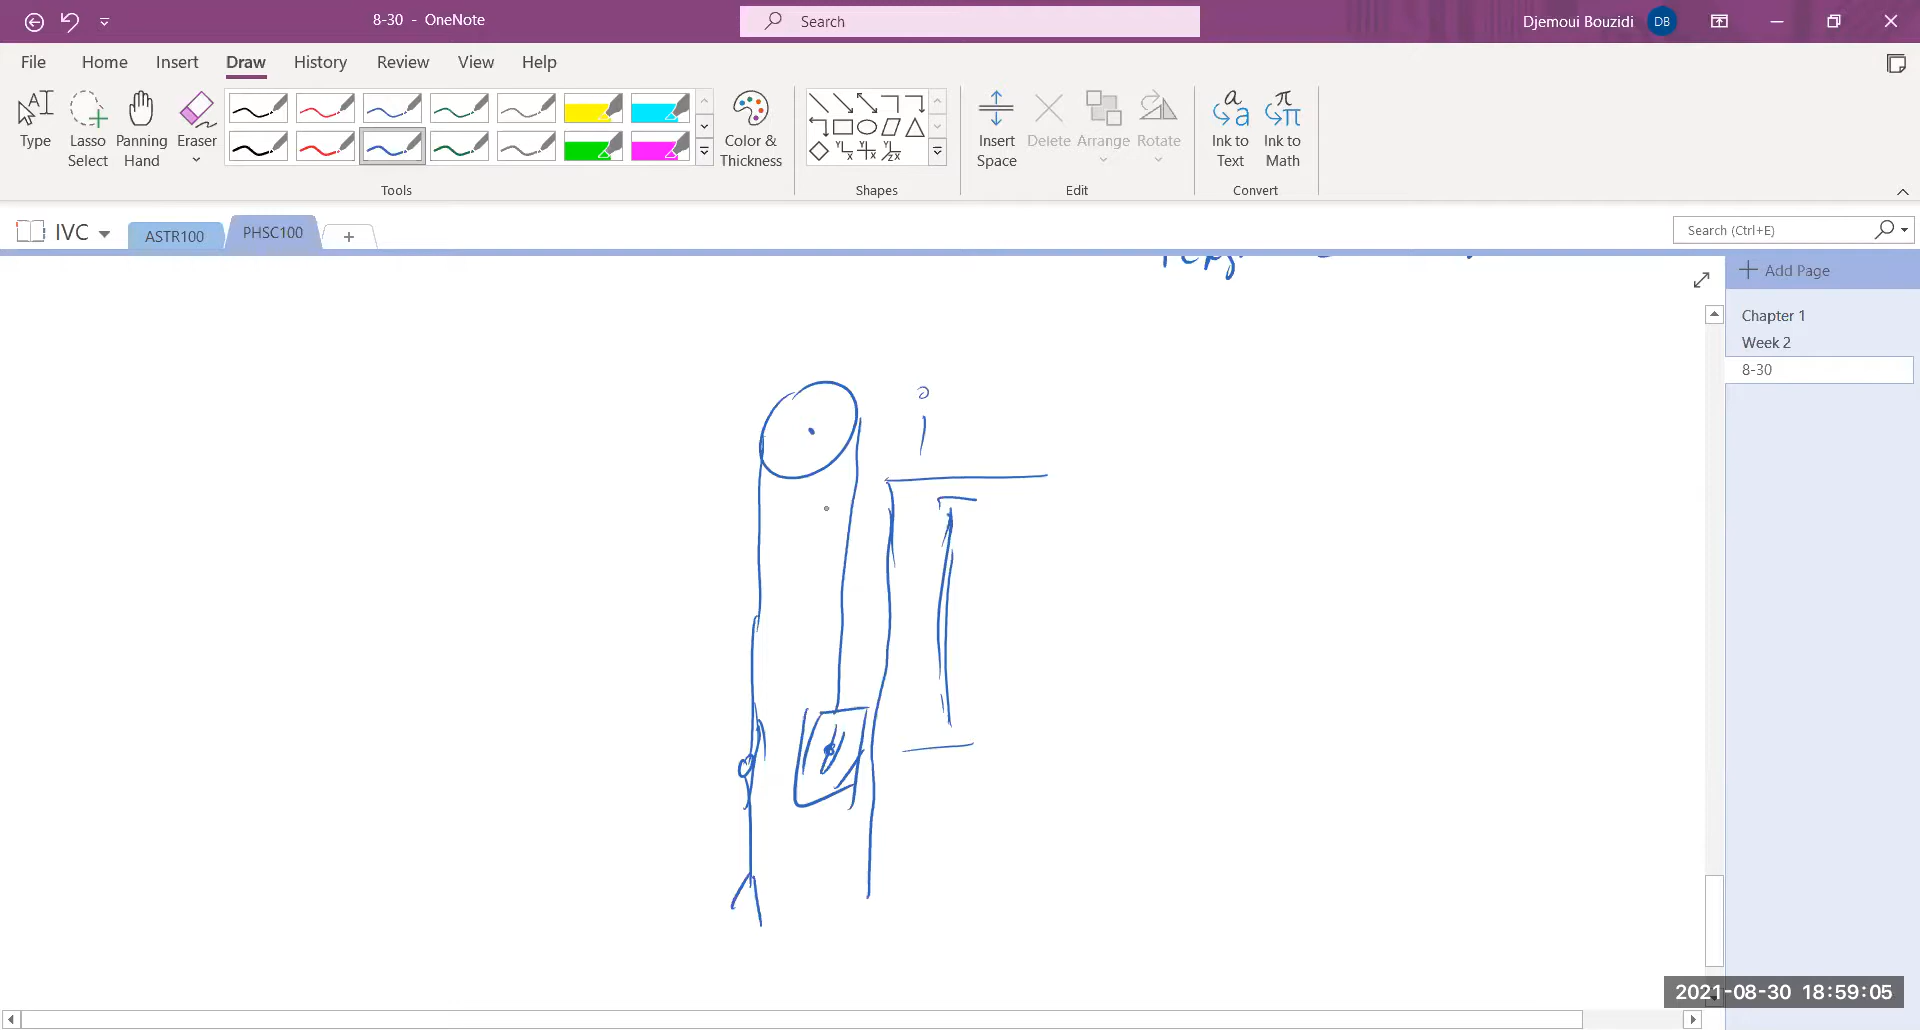 8-30 - OneNote
Search
Djemoui Bouzidi
DB
File Home Insert Draw History Review View Help
Type
Lasso Select
Panning Hand
Eraser
Color & Thickness
Insert Space
Delete
Arrange
Rotate
Ink to Text
Ink to Math
Tools
Shapes
Edit
Convert
IVC
ASTR100
PHSC100
Search (Ctrl+E)
Add Page
Chapter 1
Week 2
8-30
2021-08-30 18:59:05